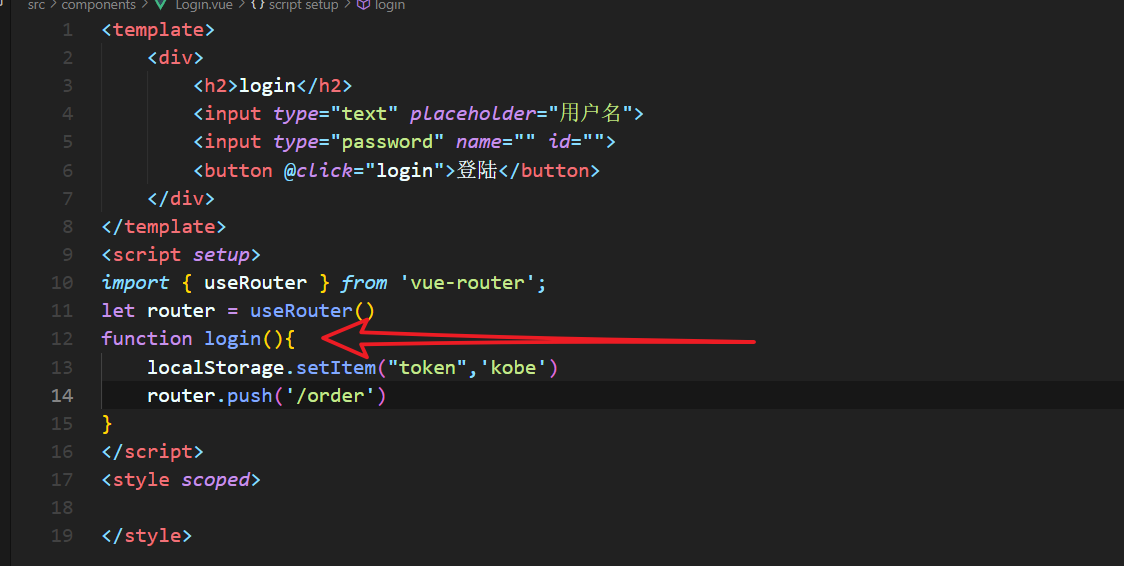 src > components > Login.vue > {} script setup > login
1 <template>
2 <div>
3 <h2>login</h2>
4 <input type="text" placeholder="用户名">
5 <input type="password" name="" id="">
6 <button @click="login">登陆</button>
7 </div>
8 </template>
9 <script setup>
10 import { useRouter } from 'vue-router';
11 let router = useRouter()
12 function login(){
13 localStorage.setItem("token",'kobe')
14 router.push('/order')
15 }
16 </script>
17 <style scoped>
18
19 </style>